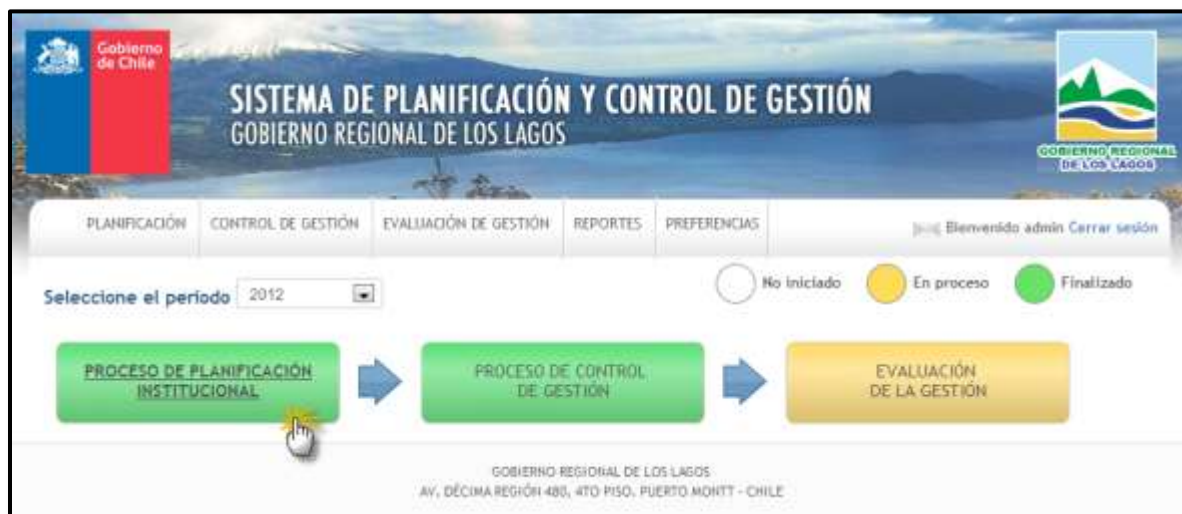 Gobierno
de Chile
SISTEMA DE PLANIFICACIÓN Y CONTROL DE GESTIÓN
GOBIERNO REGIONAL DE LOS LAGOS
GOBIERNO REGIONAL
DE LOS LAGOS
PLANIFICACIÓN CONTROL DE GESTIÓN EVALUACIÓN DE GESTIÓN REPORTES PREFERENCIAS Bienvenido admin Cerrar sesión
Seleccione el período 2012 No iniciado En proceso Finalizado
PROCESO DE PLANIFICACIÓN
INSTITUCIONAL
PROCESO DE CONTROL
DE GESTIÓN
EVALUACIÓN
DE LA GESTIÓN
GOBIERNO REGIONAL DE LOS LAGOS
AV. DÉCIMA REGIÓN 480, 4TO PISO, PUERTO MONTT - CHILE